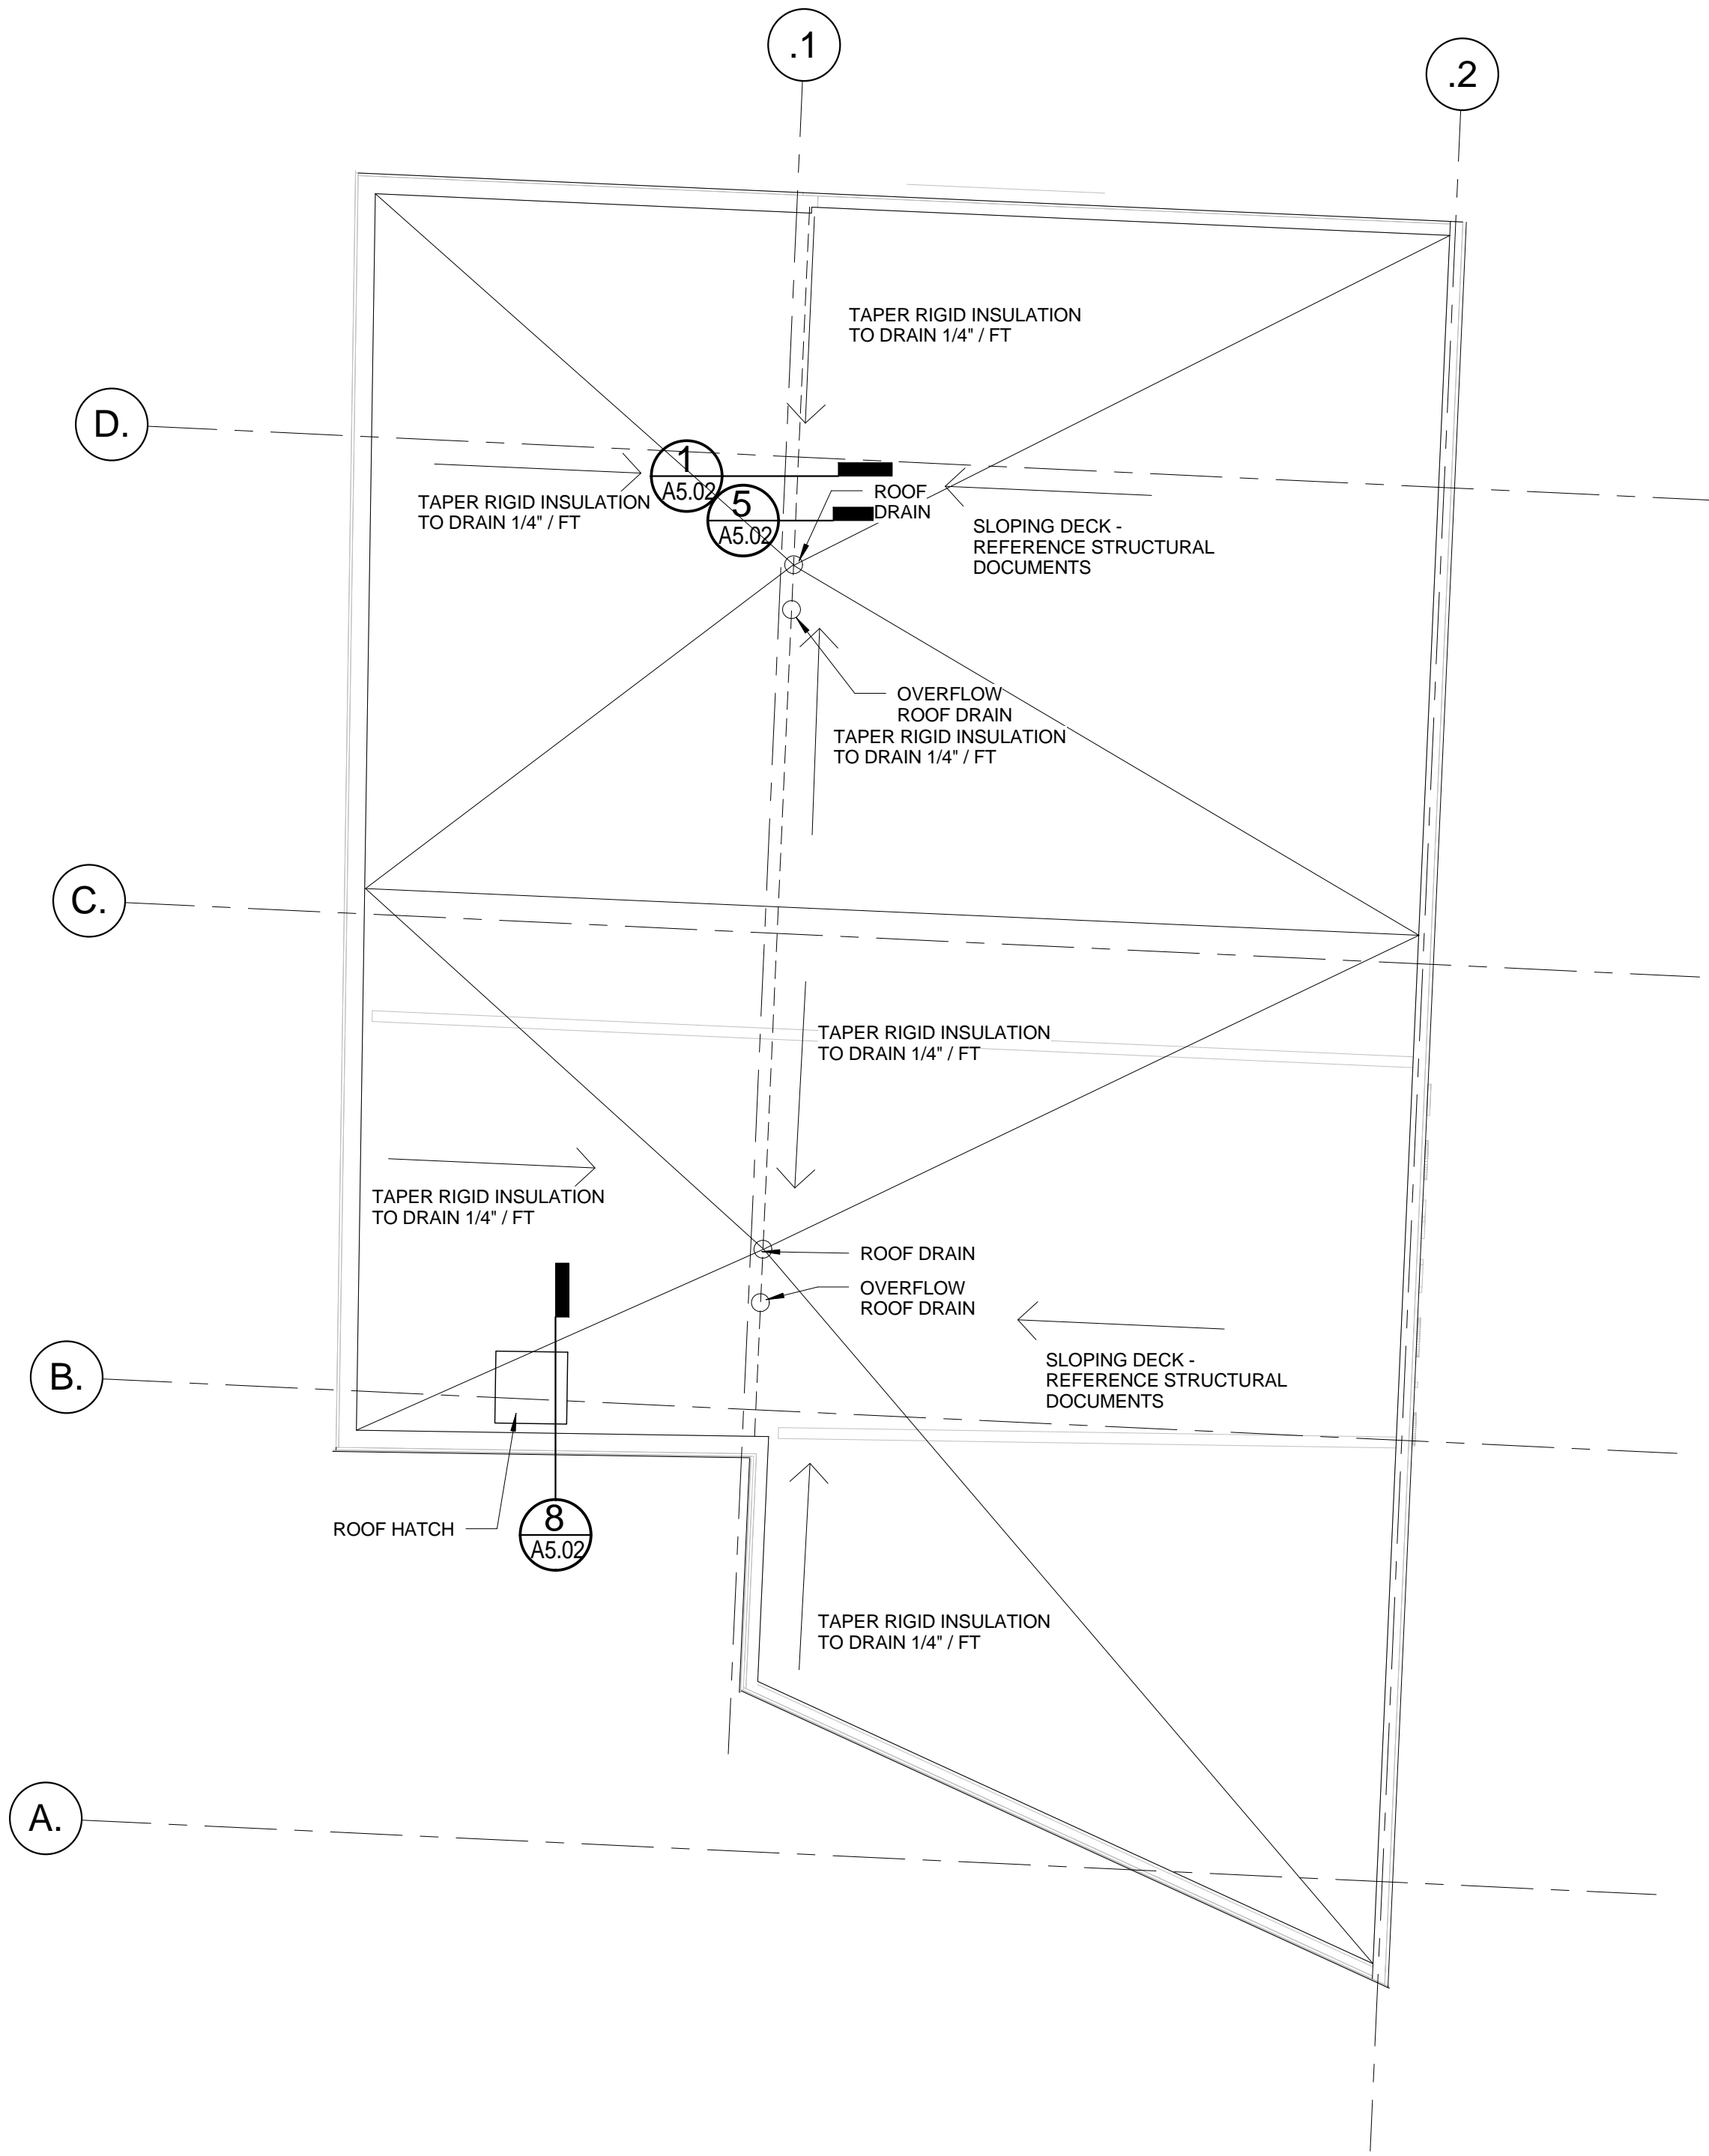 .1
.2
TAPER RIGID INSULATION
TO DRAIN 1/4" / FT
D.
1
A5.02
TAPER RIGID INSULATION
TO DRAIN 1/4" / FT
5
A5.02
ROOF
DRAIN
SLOPING DECK -
REFERENCE STRUCTURAL
DOCUMENTS
OVERFLOW
ROOF DRAIN
TAPER RIGID INSULATION
TO DRAIN 1/4" / FT
C.
TAPER RIGID INSULATION
TO DRAIN 1/4" / FT
TAPER RIGID INSULATION
TO DRAIN 1/4" / FT
ROOF DRAIN
OVERFLOW
ROOF DRAIN
SLOPING DECK -
REFERENCE STRUCTURAL
DOCUMENTS
B.
ROOF HATCH
8
A5.02
TAPER RIGID INSULATION
TO DRAIN 1/4" / FT
A.